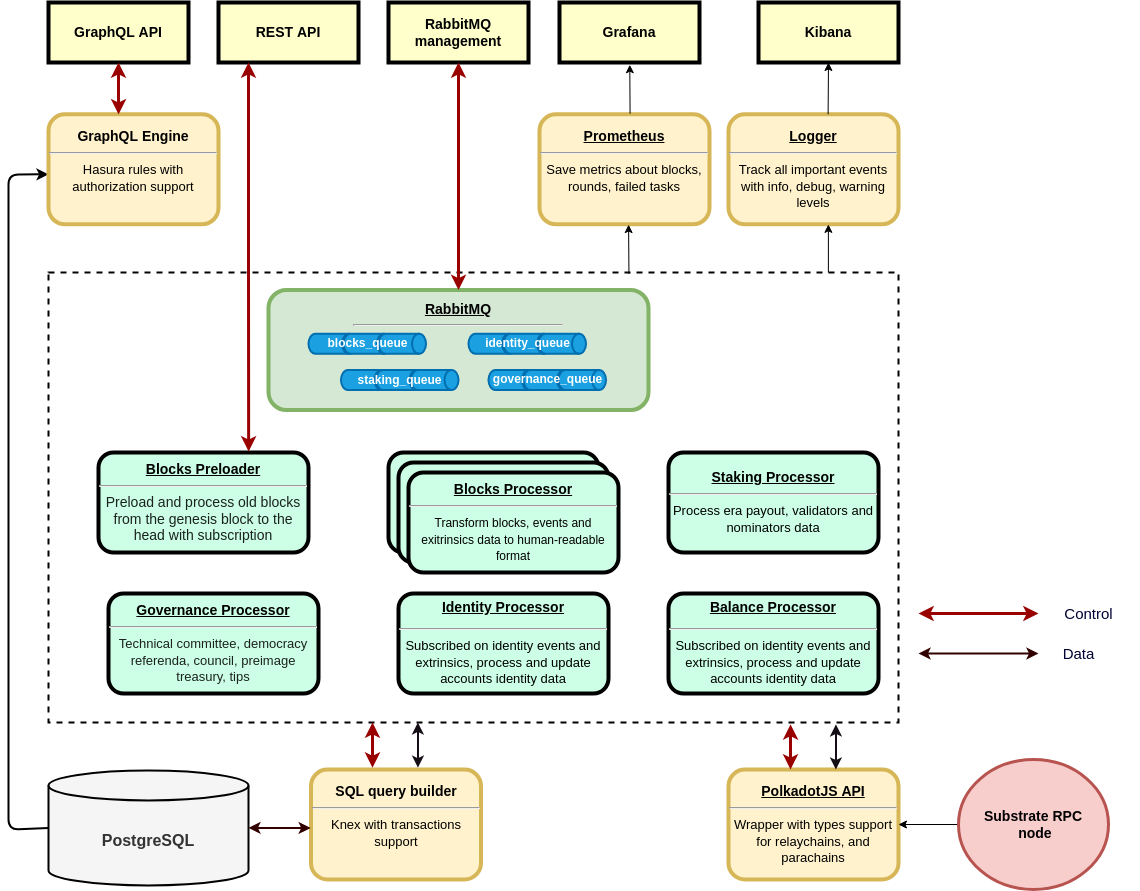 GraphQL API
REST API
RabbitMQ
management
Grafana
Kibana
GraphQL Engine
Hasura rules with
authorization support
Prometheus
Save metrics about blocks,
rounds, failed tasks
Logger
Track all important events
with info, debug, warning
levels
RabbitMQ
blocks_queue
identity_queue
staking_queue
governance_queue
Blocks Preloader
Preload and process old blocks
from the genesis block to the
head with subscription
Blocks Processor
Transform blocks, events and
exitrinsics data to human-readable
format
Staking Processor
Process era payout, validators and
nominators data
Governance Processor
Technical committee, democracy
referenda, council, preimage
treasury, tips
Identity Processor
Subscribed on identity events and
extrinsics, process and update
accounts identity data
Balance Processor
Subscribed on identity events and
extrinsics, process and update
accounts identity data
Control
Data
PostgreSQL
SQL query builder
Knex with transactions
support
PolkadotJS API
Wrapper with types support
for relaychains, and
parachains
Substrate RPC
node